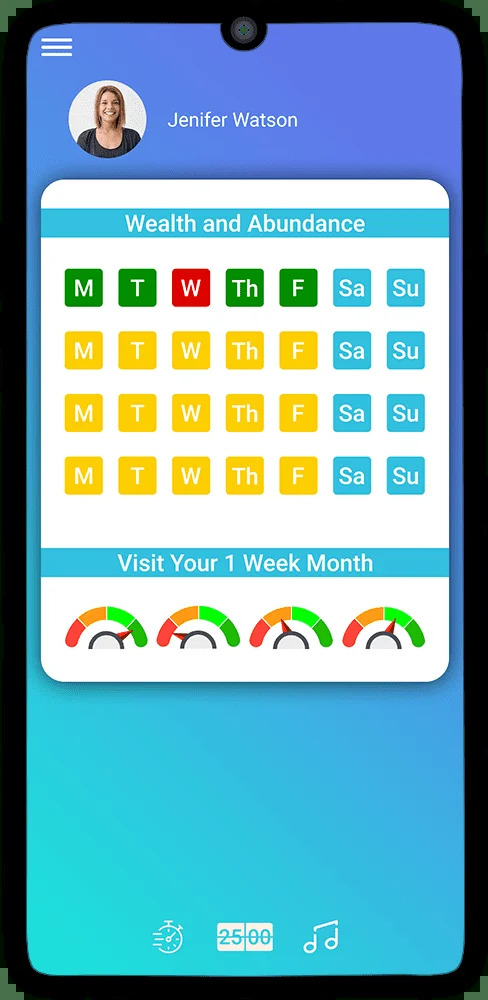 Jenifer Watson
Wealth and Abundance
M T W Th F Sa Su
M T W Th F Sa Su
M T W Th F Sa Su
M T W Th F Sa Su
Visit Your 1 Week Month
25 00